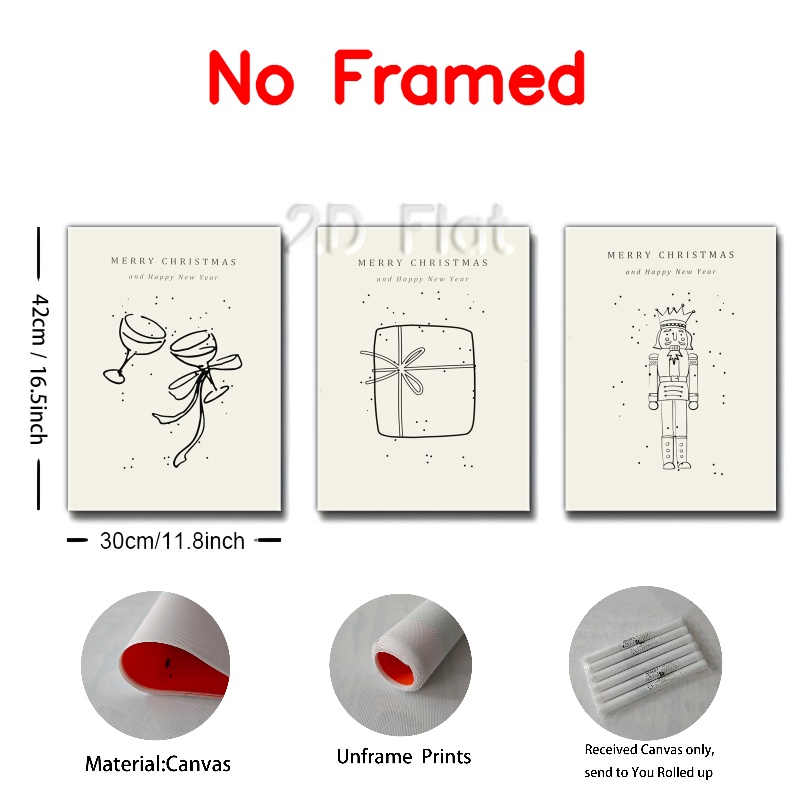 No Framed
2D Flat
MERRY CHRISTMAS
and Happy New Year
MERRY CHRISTMAS
and Happy New Year
MERRY CHRISTMAS
and Happy New Year
42cm / 16.5inch
30cm/11.8inch
Material:Canvas
Unframe Prints
Received Canvas only,
send to You Rolled up